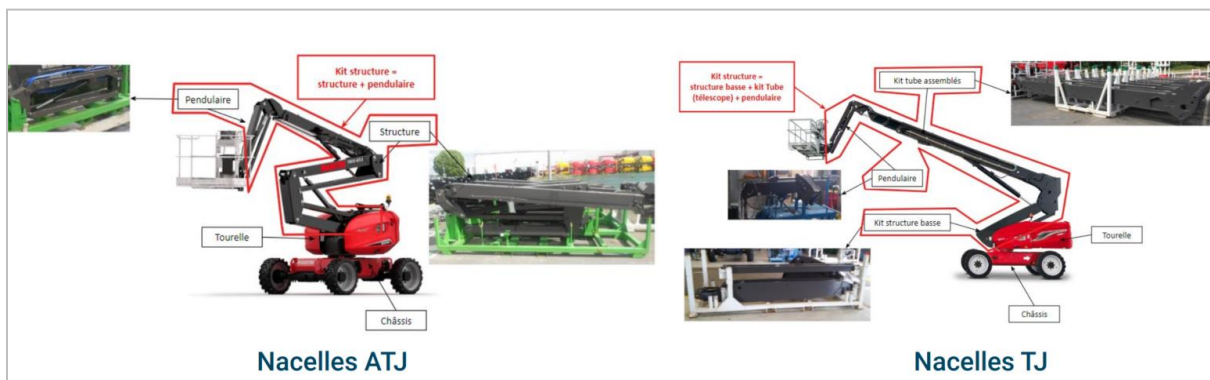 Kit structure =
structure + pendulaire
Pendulaire
Structure
Tourelle
Châssis
Nacelles ATJ
Kit structure =
structure basse + kit Tube
(télescope) + pendulaire
Kit tube assemblés
Pendulaire
Kit structure basse
Tourelle
Châssis
Nacelles TJ